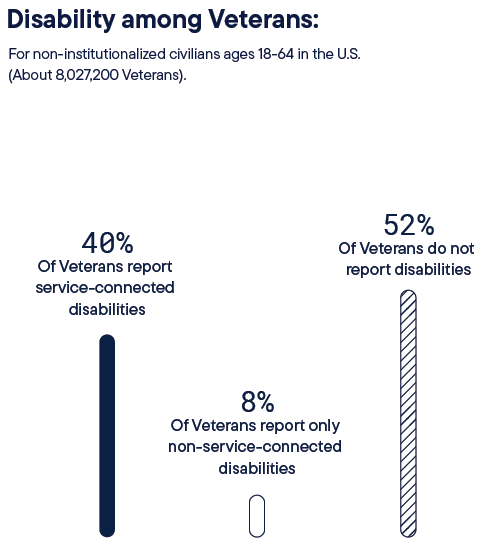 Disability among Veterans:
For non-institutionalized civilians ages 18-64 in the U.S.
(About 8,027,200 Veterans).
40%
Of Veterans report
service-connected
disabilities
8%
Of Veterans report only
non-service-connected
disabilities
52%
Of Veterans do not
report disabilities